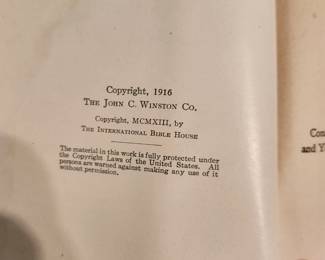 Copyright, 1916
The John C. Winston Co.
Copyright, MCMXIII, by
The International Bible House
The material in this work is fully protected under
the Copyright Laws of the United States. All
persons are warned against making any use of it
without permission.
Com
and Y